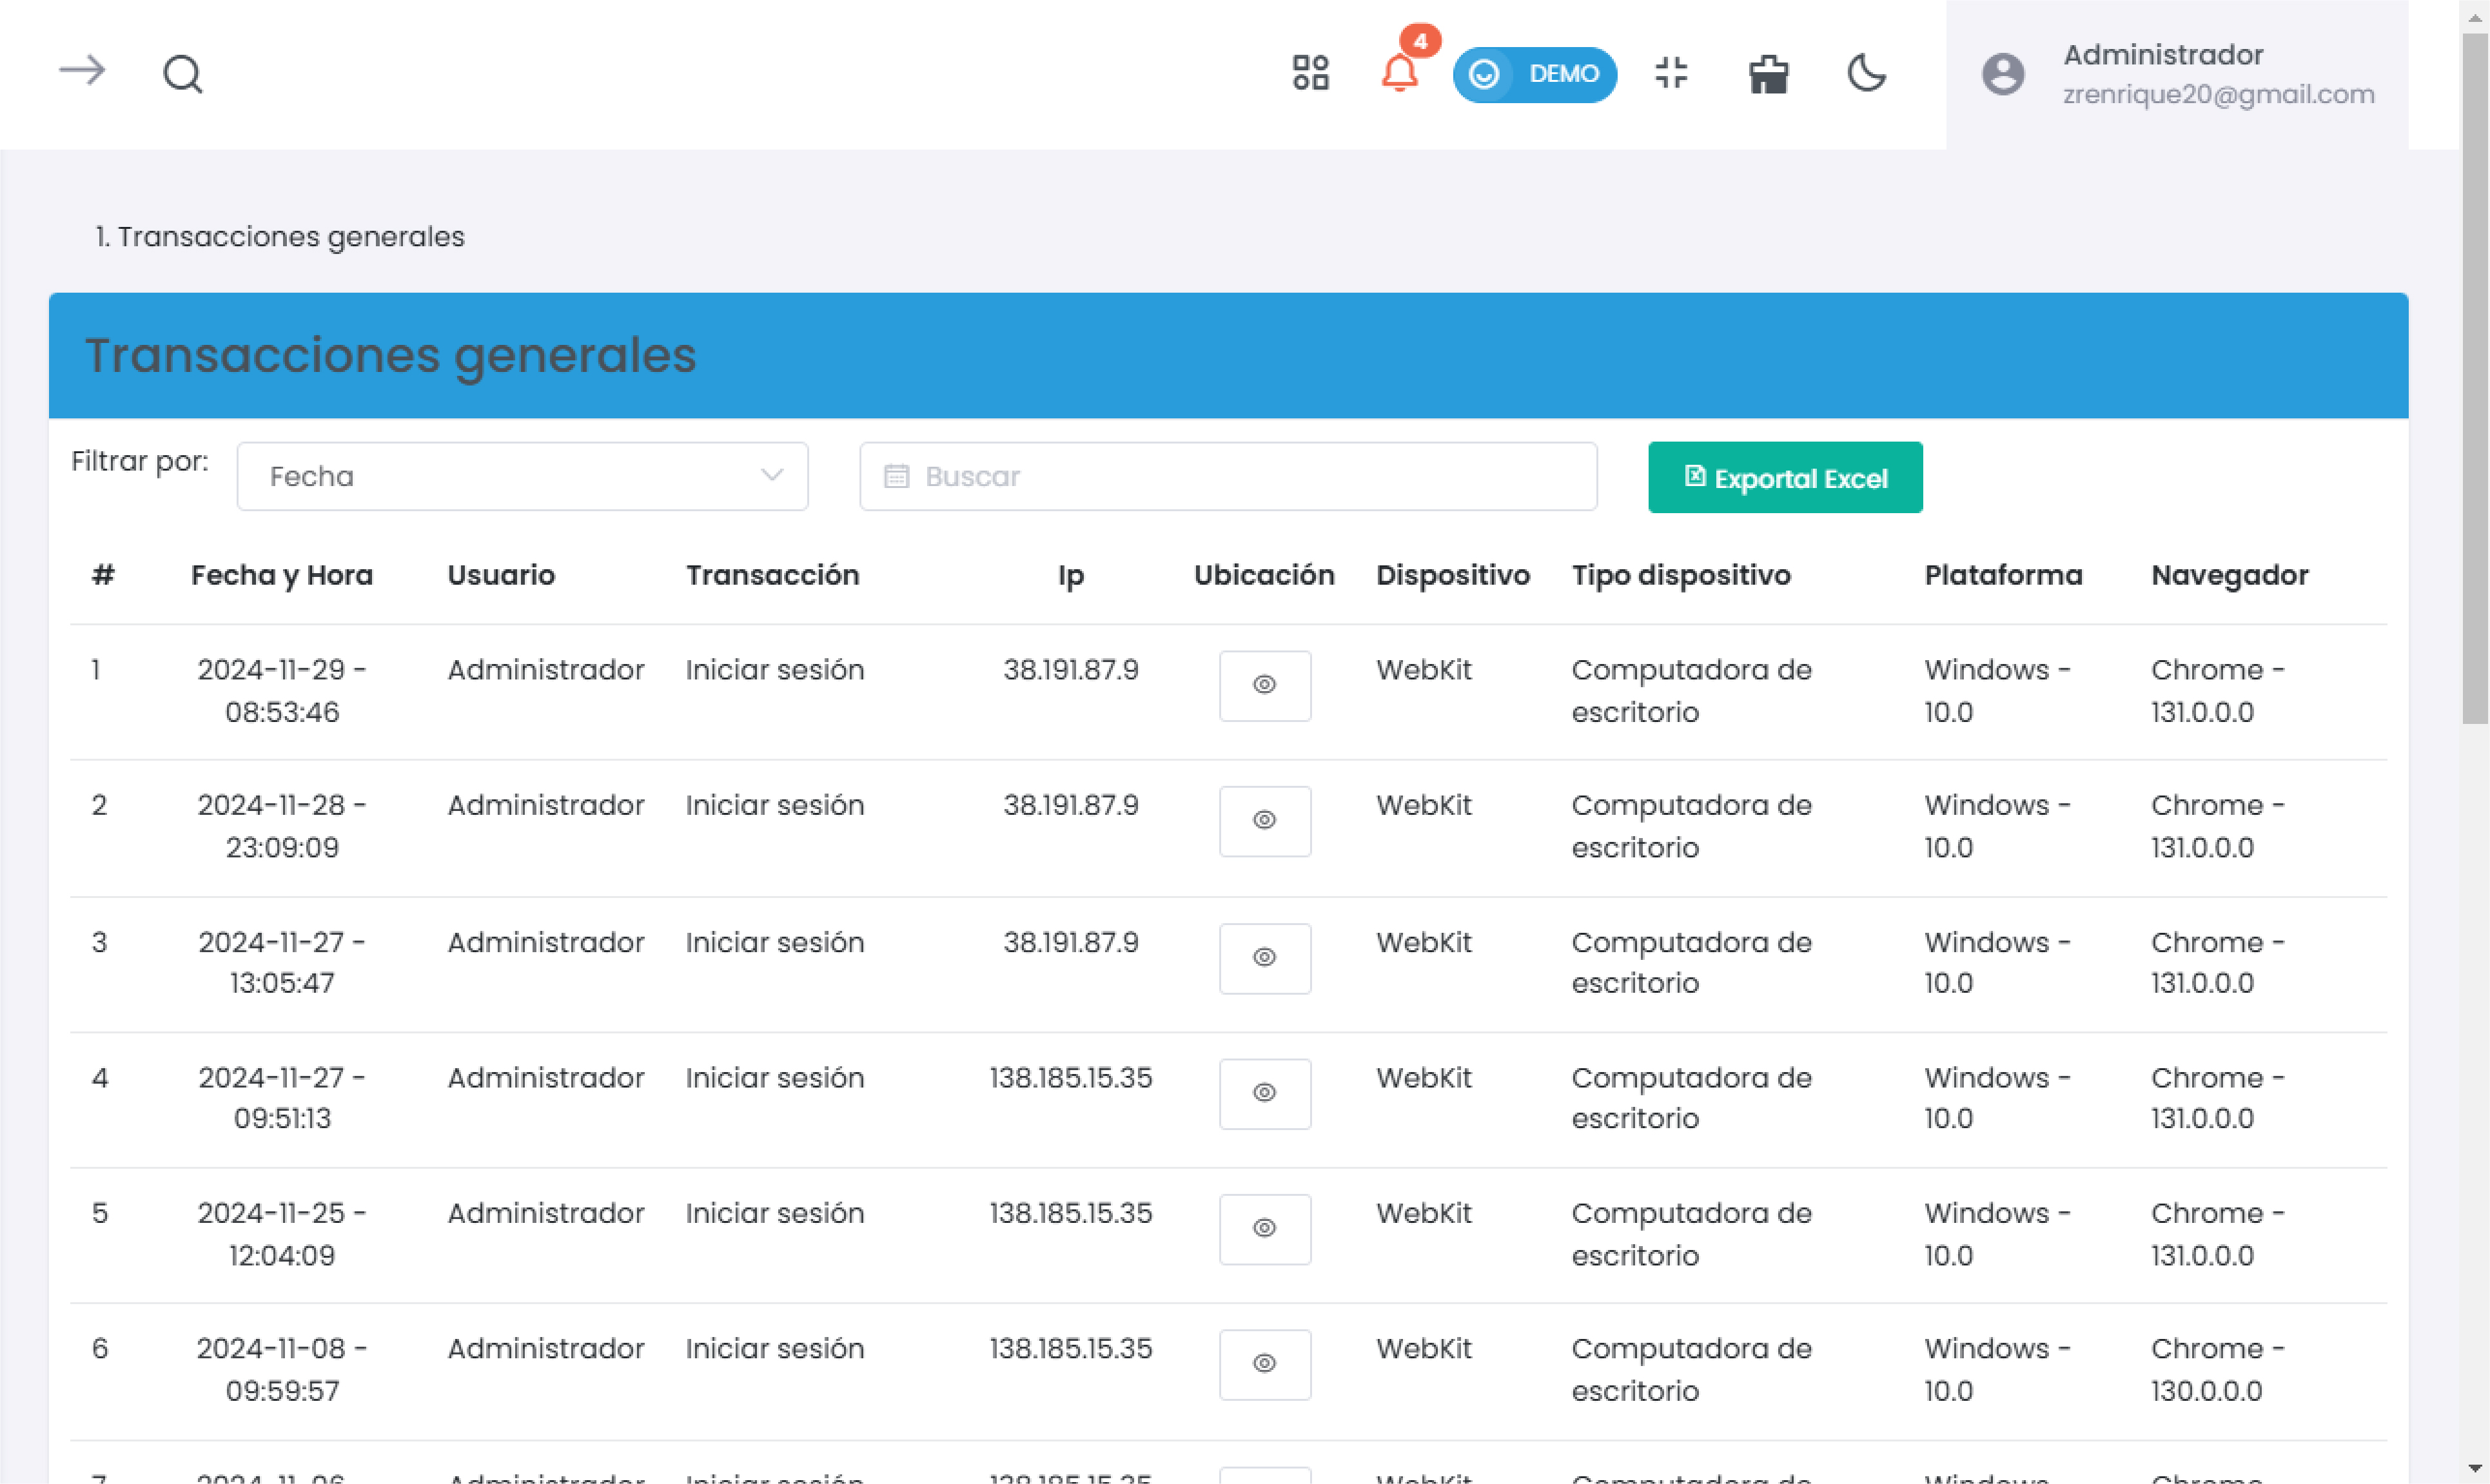 4
DEMO
Administrador
zrenrique20@gmail.com
1. Transacciones generales
Transacciones generales
Filtrar por: Fecha Buscar Exportal Excel
# Fecha y Hora Usuario Transacción Ip Ubicación Dispositivo Tipo dispositivo Plataforma Navegador
1 2024-11-29 - Administrador Iniciar sesión 38.191.87.9 WebKit Computadora de Windows - Chrome -
08:53:46 escritorio 10.0 131.0.0.0
2 2024-11-28 - Administrador Iniciar sesión 38.191.87.9 WebKit Computadora de Windows - Chrome -
23:09:09 escritorio 10.0 131.0.0.0
3 2024-11-27 - Administrador Iniciar sesión 38.191.87.9 WebKit Computadora de Windows - Chrome -
13:05:47 escritorio 10.0 131.0.0.0
4 2024-11-27 - Administrador Iniciar sesión 138.185.15.35 WebKit Computadora de Windows - Chrome -
09:51:13 escritorio 10.0 131.0.0.0
5 2024-11-25 - Administrador Iniciar sesión 138.185.15.35 WebKit Computadora de Windows - Chrome -
12:04:09 escritorio 10.0 131.0.0.0
6 2024-11-08 - Administrador Iniciar sesión 138.185.15.35 WebKit Computadora de Windows - Chrome -
09:59:57 escritorio 10.0 130.0.0.0